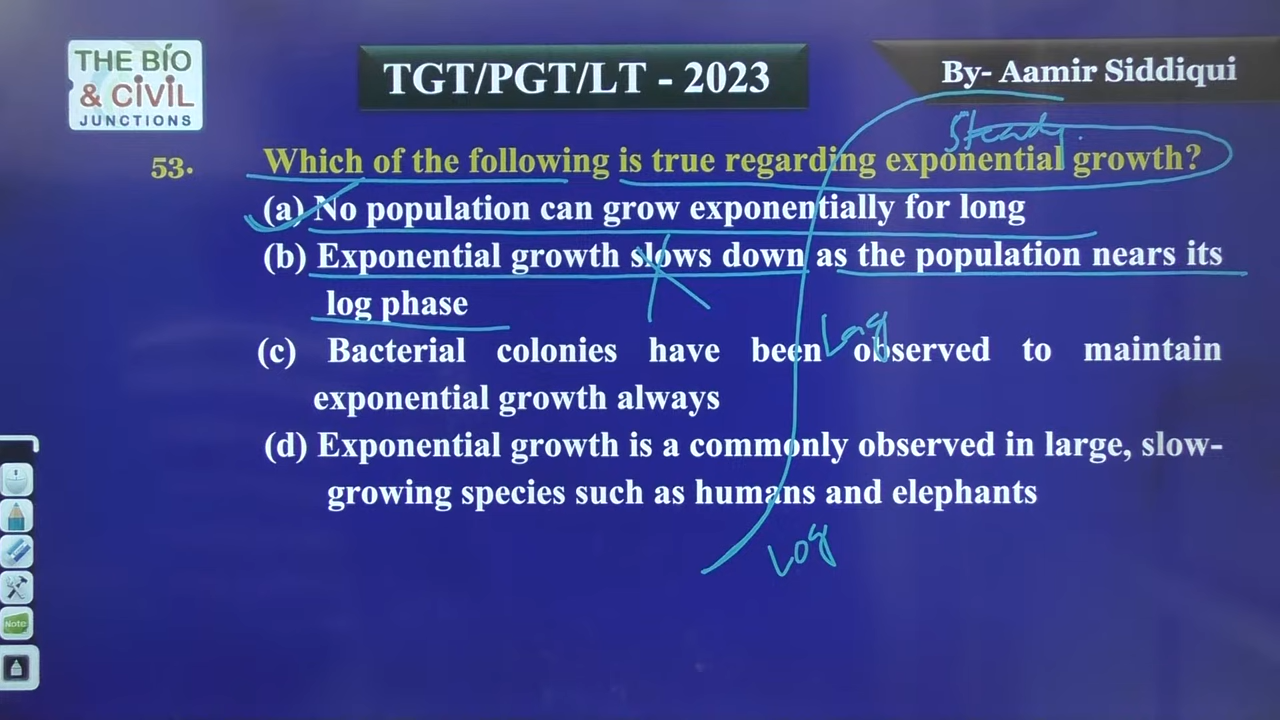 THE BIO
& CIVIL
JUNCTIONS
TGT/PGT/LT - 2023
By- Aamir Siddiqui
Steady.
53. Which of the following is true regarding exponential growth?
(a) No population can grow exponentially for long
(b) Exponential growth slows down as the population nears its
log phase
Lag
(c) Bacterial colonies have been observed to maintain
exponential growth always
(d) Exponential growth is a commonly observed in large, slow-
growing species such as humans and elephants
Log
Note